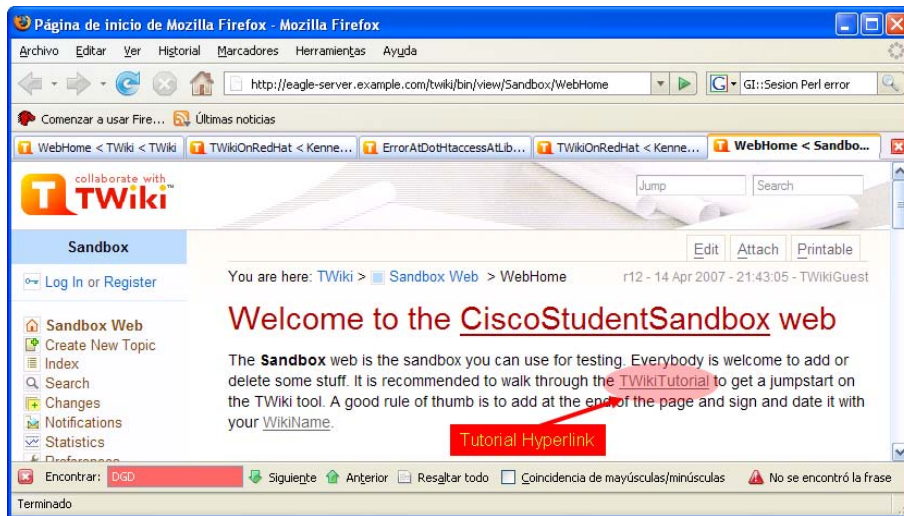 Página de inicio de Mozilla Firefox - Mozilla Firefox
Archivo Editar Ver Historial Marcadores Herramientas Ayuda
http://eagle-server.example.com/twiki/bin/view/Sandbox/WebHome G GI::Sesion Perl error
Comenzar a usar Fire... Últimas noticias
WebHome < TWiki < TWiki TWikiOnRedHat < Kenne... ErrorAtDotHtaccessAtLib... TWikiOnRedHat < Kenne... WebHome < Sandbo...
collaborate with
TWiki™
Jump Search
Sandbox
Edit Attach Printable
Log In or Register
You are here: TWiki > Sandbox Web > WebHome r12 - 14 Apr 2007 - 21:43:05 - TWikiGuest
Sandbox Web
Create New Topic
Index
Search
Changes
Notifications
Statistics
Preferences
Welcome to the CiscoStudentSandbox web
The Sandbox web is the sandbox you can use for testing. Everybody is welcome to add or
delete some stuff. It is recommended to walk through the TWikiTutorial to get a jumpstart on
the TWiki tool. A good rule of thumb is to add at the end of the page and sign and date it with
your WikiName.
Tutorial Hyperlink
Encontrar: DGD Siguiente Anterior Resaltar todo Coincidencia de mayúsculas/minúsculas No se encontró la frase
Terminado